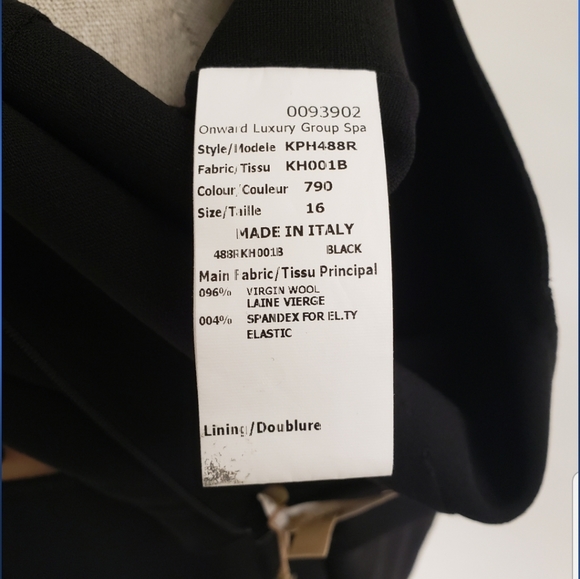 0093902
Onward Luxury Group Spa
Style/Modele KPH488R
Fabric/Tissu KH001B
Colour/Couleur 790
Size/Taille 16
MADE IN ITALY
488RKH001B BLACK
Main Fabric/Tissu Principal
096% VIRGIN WOOL
LAINE VIERGE
004% SPANDEX FOR EL.TY
ELASTIC
Lining/Doublure